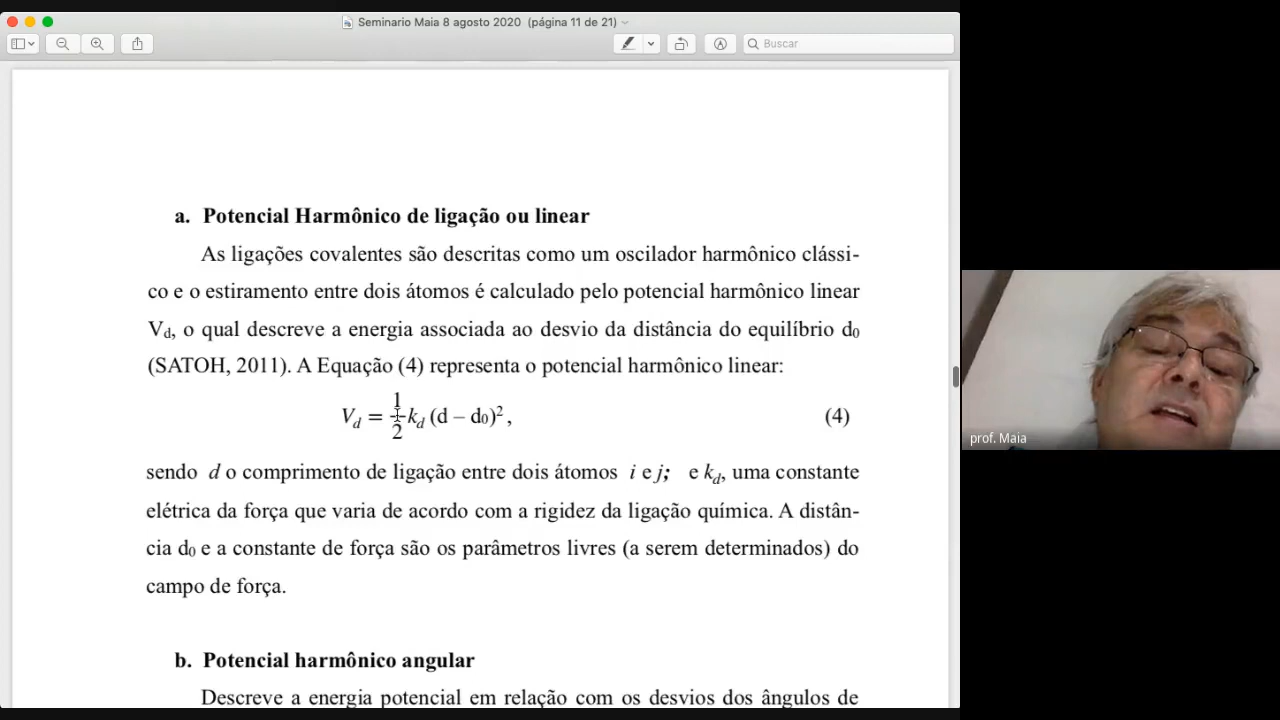 Seminario Maia 8 agosto 2020 (página 11 de 21)
Buscar
a. Potencial Harmônico de ligação ou linear
As ligações covalentes são descritas como um oscilador harmônico clássi-
co e o estiramento entre dois átomos é calculado pelo potencial harmônico linear
Vd, o qual descreve a energia associada ao desvio da distância do equilíbrio d0
(SATOH, 2011). A Equação (4) representa o potencial harmônico linear:
V_d = 1/2 k_d (d – d0)², (4)
sendo d o comprimento de ligação entre dois átomos i e j; e k_d, uma constante
elétrica da força que varia de acordo com a rigidez da ligação química. A distân-
cia d0 e a constante de força são os parâmetros livres (a serem determinados) do
campo de força.
b. Potencial harmônico angular
Descreve a energia potencial em relação com os desvios dos ângulos de
prof. Maia